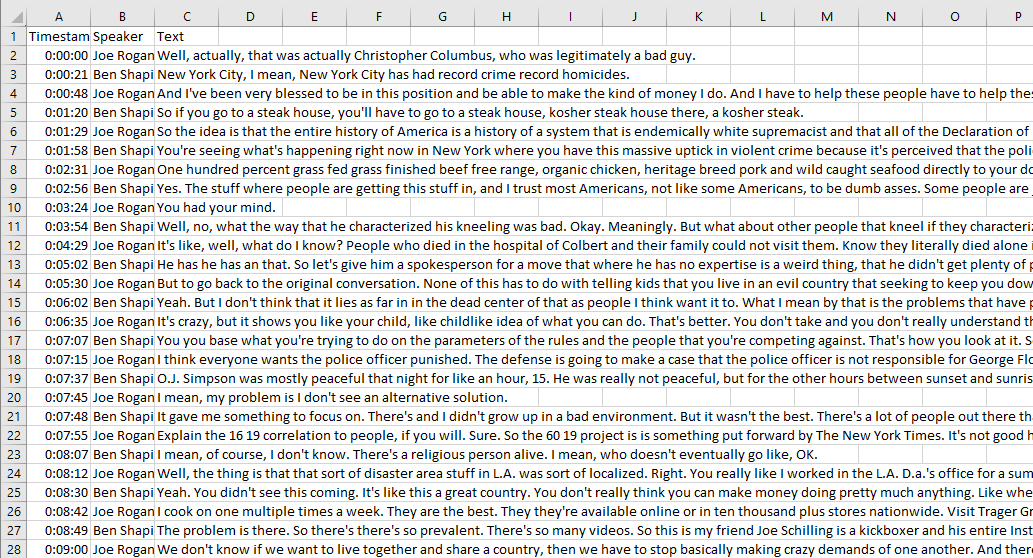 A B C D E F G H I J K L M N O P
1 Timestam Speaker Text
2 0:00:00 Joe Rogan Well, actually, that was actually Christopher Columbus, who was legitimately a bad guy.
3 0:00:21 Ben Shapi New York City, I mean, New York City has had record crime record homicides.
4 0:00:48 Joe Rogan And I've been very blessed to be in this position and be able to make the kind of money I do. And I have to help these people have to help thes
5 0:01:20 Ben Shapi So if you go to a steak house, you'll have to go to a steak house, kosher steak house there, a kosher steak.
6 0:01:29 Joe Rogan So the idea is that the entire history of America is a history of a system that is endemically white supremacist and that all of the Declaration of
7 0:01:58 Ben Shapi You're seeing what's happening right now in New York where you have this massive uptick in violent crime because it's perceived that the poli
8 0:02:31 Joe Rogan One hundred percent grass fed grass finished beef free range, organic chicken, heritage breed pork and wild caught seafood directly to your do
9 0:02:56 Ben Shapi Yes. The stuff where people are getting this stuff in, and I trust most Americans, not like some Americans, to be dumb asses. Some people are
10 0:03:24 Joe Rogan You had your mind.
11 0:03:54 Ben Shapi Well, no, what the way that he characterized his kneeling was bad. Okay. Meaningly. But what about other people that kneel if they characteriz
12 0:04:29 Joe Rogan It's like, well, what do I know? People who died in the hospital of Colbert and their family could not visit them. Know they literally died alone i
13 0:05:02 Ben Shapi He has he has an that. So let's give him a spokesperson for a move that where he has no expertise is a weird thing, that he didn't get plenty of p
14 0:05:30 Joe Rogan But to go back to the original conversation. None of this has to do with telling kids that you live in an evil country that seeking to keep you dow
15 0:06:02 Ben Shapi Yeah. But I don't think that it lies as far in in the dead center of that as people I think want it to. What I mean by that is the problems that have p
16 0:06:35 Joe Rogan It's crazy, but it shows you like your child, like childlike idea of what you can do. That's better. You don't take and you don't really understand th
17 0:07:07 Ben Shapi You you base what you're trying to do on the parameters of the rules and the people that you're competing against. That's how you look at it. S
18 0:07:15 Joe Rogan I think everyone wants the police officer punished. The defense is going to make a case that the police officer is not responsible for George Flo
19 0:07:37 Ben Shapi O.J. Simpson was mostly peaceful that night for like an hour, 15. He was really not peaceful, but for the other hours between sunset and sunris
20 0:07:45 Joe Rogan I mean, my problem is I don't see an alternative solution.
21 0:07:48 Ben Shapi It gave me something to focus on. There's and I didn't grow up in a bad environment. But it wasn't the best. There's a lot of people out there th
22 0:07:55 Joe Rogan Explain the 16 19 correlation to people, if you will. Sure. So the 60 19 project is is something put forward by The New York Times. It's not good h
23 0:08:07 Ben Shapi I mean, of course, I don't know. There's a religious person alive. I mean, who doesn't eventually go like, OK.
24 0:08:12 Joe Rogan Well, the thing is that that sort of disaster area stuff in L.A. was sort of localized. Right. You really like I worked in the L.A. D.a.'s office for a sum
25 0:08:30 Ben Shapi Yeah. You didn't see this coming. It's like this a great country. You don't really think you can make money doing pretty much anything. Like whe
26 0:08:42 Joe Rogan I cook on one multiple times a week. They are the best. They they're available online or in ten thousand plus stores nationwide. Visit Trager Gr
27 0:08:49 Ben Shapi The problem is there. So there's there's so prevalent. There's so many videos. So this is my friend Joe Schilling is a kickboxer and his entire Inst
28 0:09:00 Joe Rogan We don't know if we want to live together and share a country, then we have to stop basically making crazy demands of one another. And tha